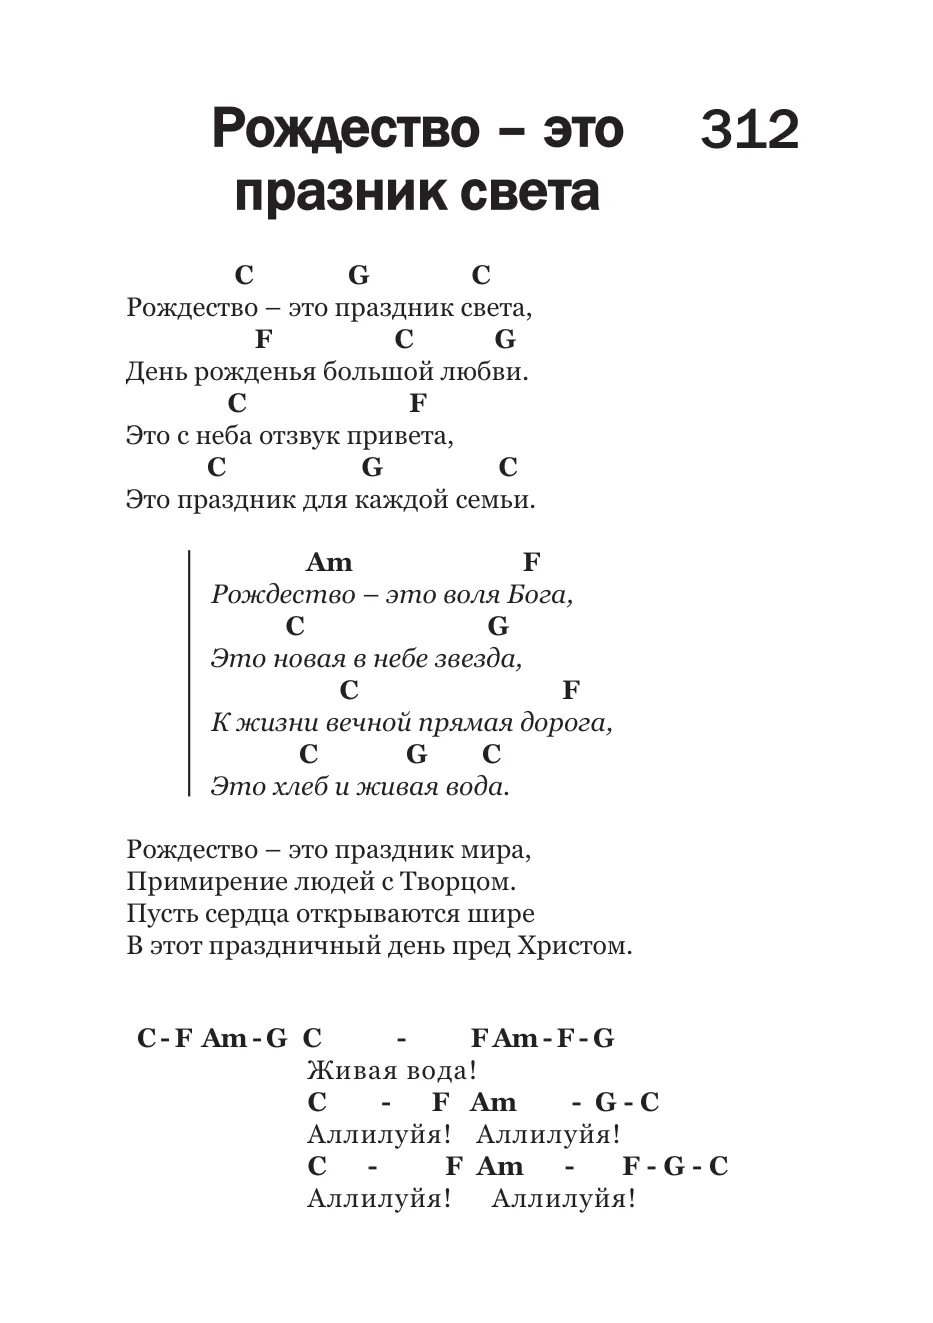 Рождество – это 312
празник света
C G C
Рождество – это праздник света,
F C G
День рожденья большой любви.
C F
Это с неба отзвук привета,
C G C
Это праздник для каждой семьи.
Am F
Рождество – это воля Бога,
C G
Это новая в небе звезда,
C F
К жизни вечной прямая дорога,
C G C
Это хлеб и живая вода.
Рождество – это праздник мира,
Примирение людей с Творцом.
Пусть сердца открываются шире
В этот праздничный день пред Христом.
C - F Am - G C - F Am - F - G
Живая вода!
C - F Am - G - C
Аллилуйя! Аллилуйя!
C - F Am - F - G - C
Аллилуйя! Аллилуйя!